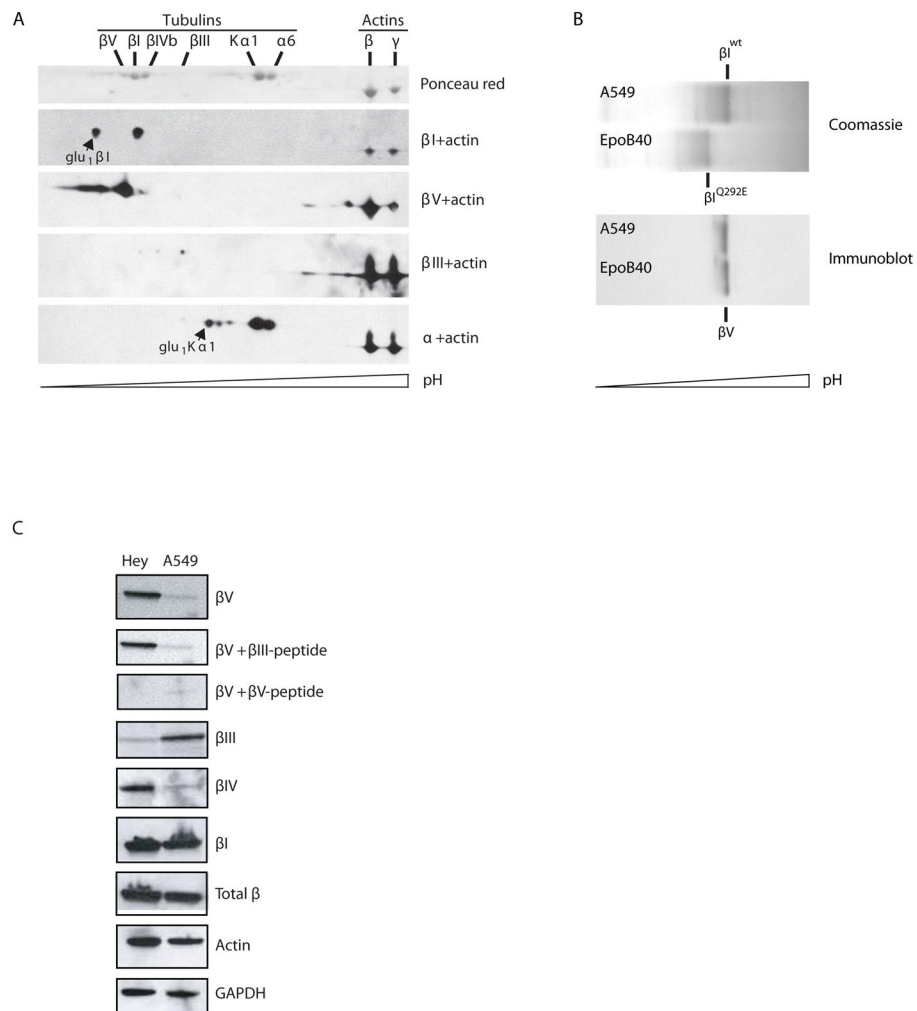 A
Tubulins
Actins
βV βI βIVb βIII Kα1 α6 β γ
Ponceau red
βI+actin
glu1βI
βV+actin
βIII+actin
α+actin
glu1Kα1
pH
B
βIwt
A549
EpoB40
Coomassie
βIQ292E
A549
EpoB40
Immunoblot
βV
pH
C
Hey A549
βV
βV+βIII-peptide
βV+βV-peptide
βIII
βIV
βI
Total β
Actin
GAPDH